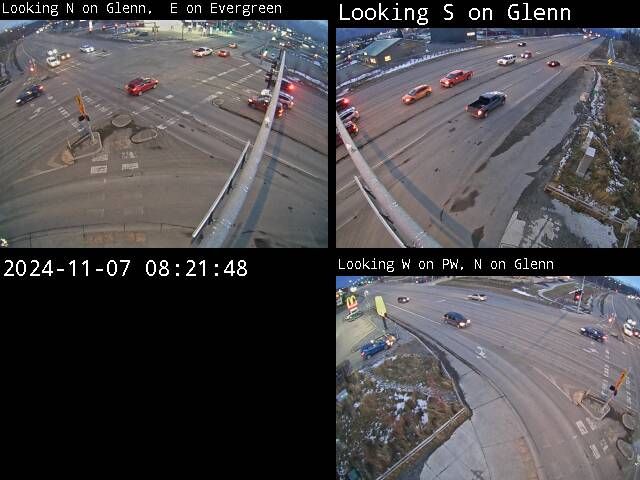 Looking N on Glenn,  E on Evergreen
Looking S on Glenn
2024-11-07 08:21:48
Looking W on PW, N on Glenn